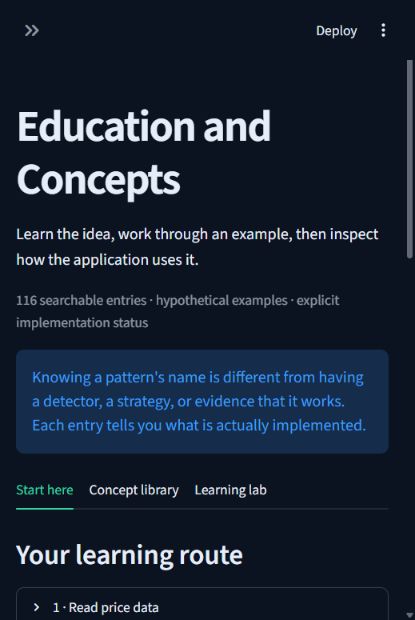 Deploy
Education and
Concepts
Learn the idea, work through an example, then inspect
how the application uses it.
116 searchable entries · hypothetical examples · explicit
implementation status
Knowing a pattern's name is different from having
a detector, a strategy, or evidence that it works.
Each entry tells you what is actually implemented.
Start here Concept library Learning lab
Your learning route
1 · Read price data